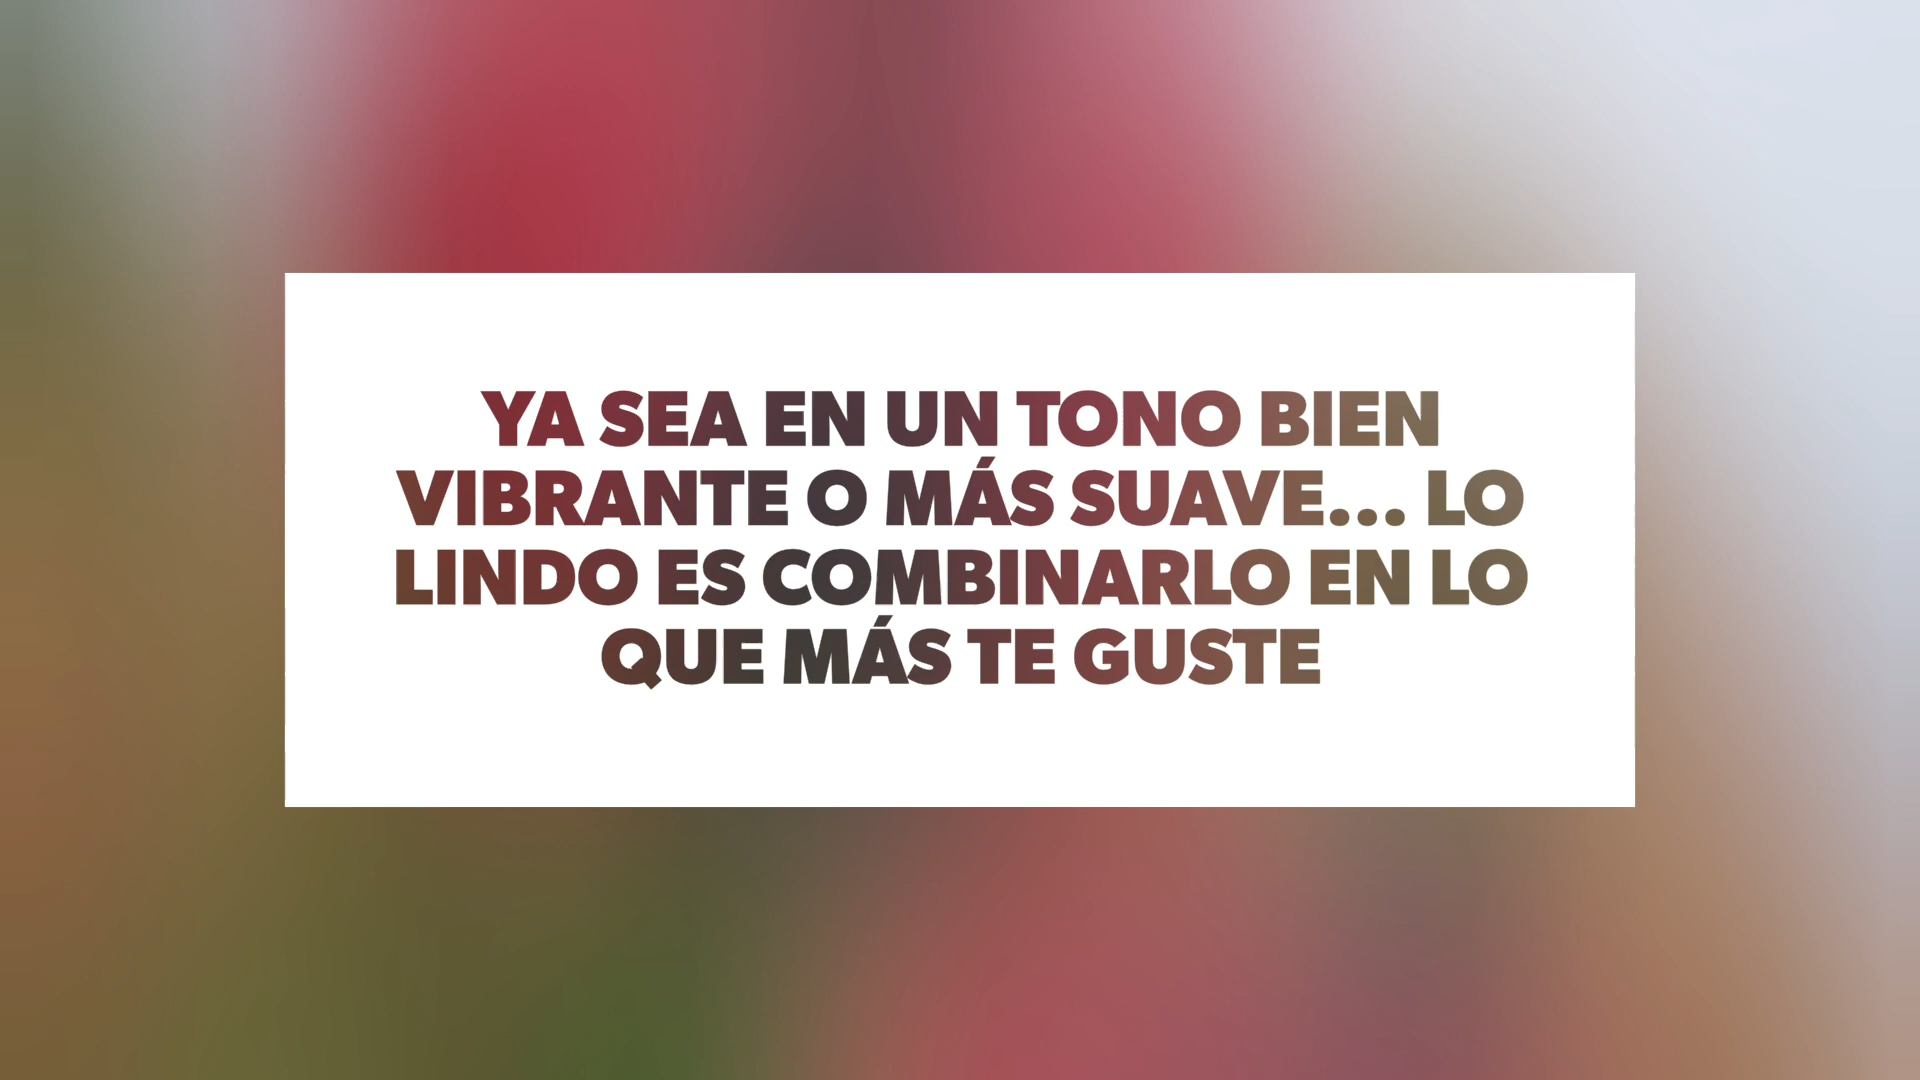 YA SEA EN UN TONO BIEN
VIBRANTE O MÁS SUAVE... LO
LINDO ES COMBINARLO EN LO
QUE MÁS TE GUSTE